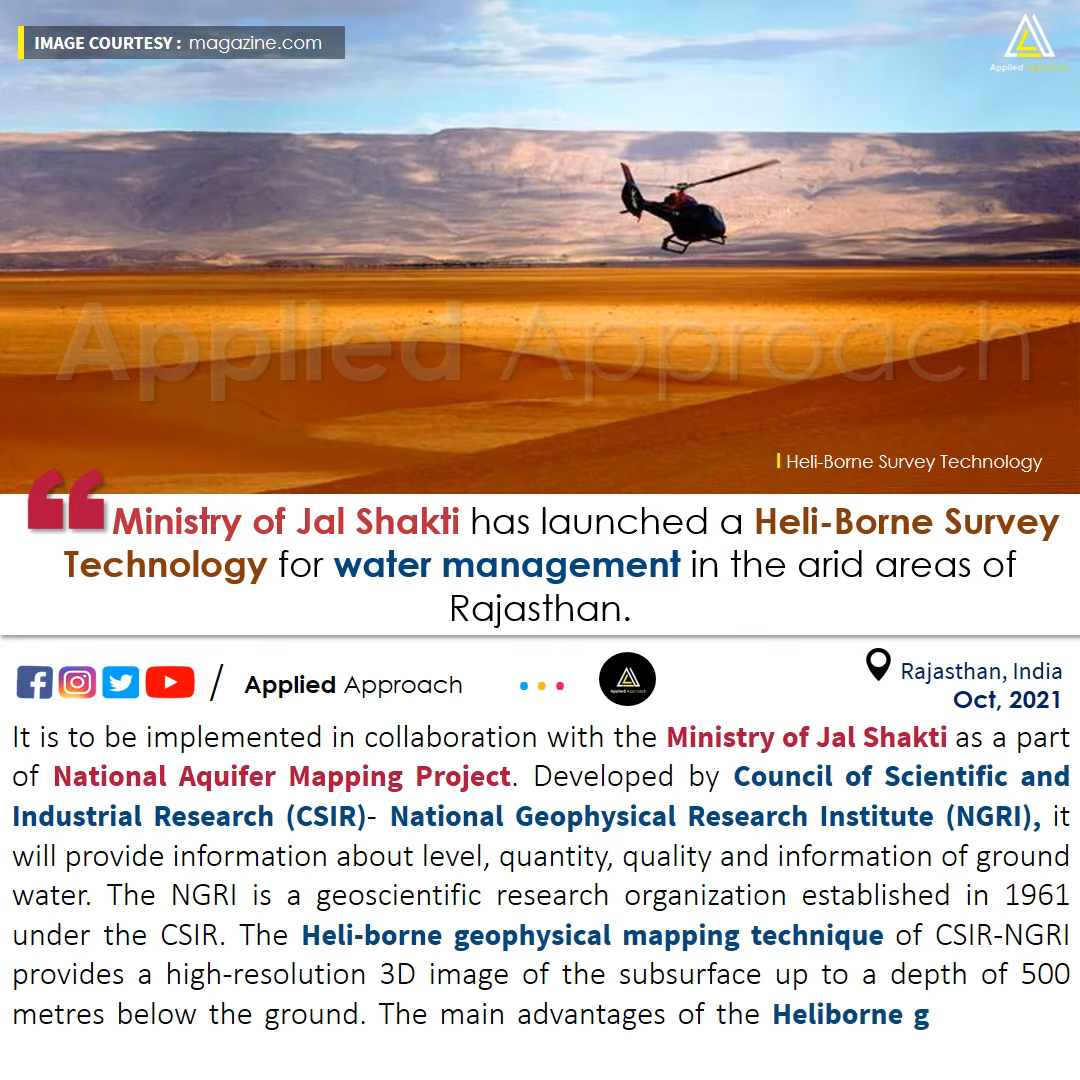 IMAGE COURTESY : magazine.com
Applied Approach
Applied Approach
Heli-Borne Survey Technology
“Ministry of Jal Shakti has launched a Heli-Borne Survey
Technology for water management in the arid areas of
Rajasthan.
/ Applied Approach
Applied Approach
Rajasthan, India
Oct, 2021
It is to be implemented in collaboration with the Ministry of Jal Shakti as a part
of National Aquifer Mapping Project. Developed by Council of Scientific and
Industrial Research (CSIR)- National Geophysical Research Institute (NGRI), it
will provide information about level, quantity, quality and information of ground
water. The NGRI is a geoscientific research organization established in 1961
under the CSIR. The Heli-borne geophysical mapping technique of CSIR-NGRI
provides a high-resolution 3D image of the subsurface up to a depth of 500
metres below the ground. The main advantages of the Heliborne g